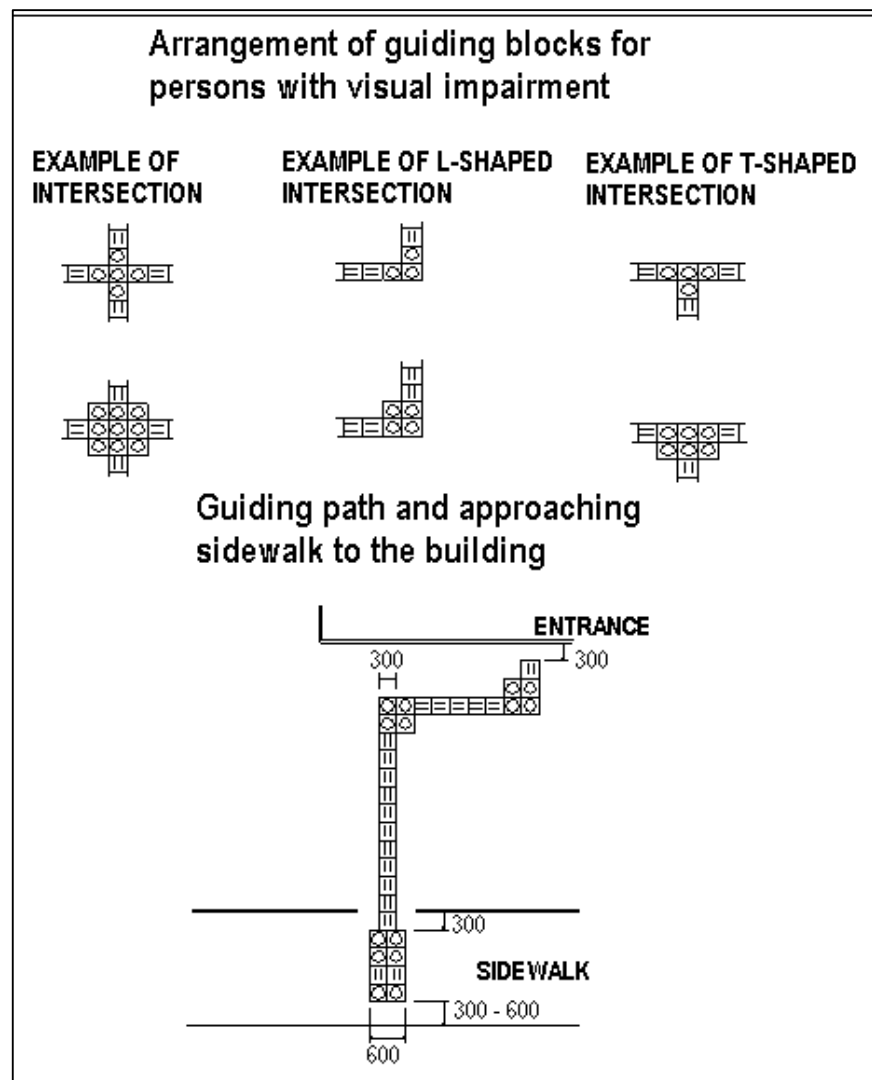 Arrangement of guiding blocks for
persons with visual impairment
EXAMPLE OF
INTERSECTION
EXAMPLE OF L-SHAPED
INTERSECTION
EXAMPLE OF T-SHAPED
INTERSECTION
Guiding path and approaching
sidewalk to the building
ENTRANCE
300
300
300
SIDEWALK
300 - 600
600